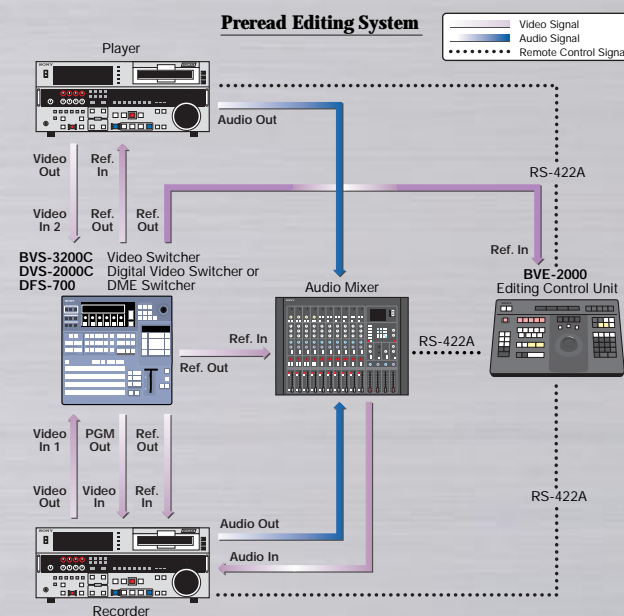 Preread Editing System
Video Signal
Audio Signal
Remote Control Signal
Player
SONY
Audio Out
RS-422A
Video Out
Ref. In
Video In 2
Ref. Out
Ref. Out
Ref. In
BVS-3200C Video Switcher
DVS-2000C Digital Video Switcher or
DFS-700 DME Switcher
BVE-2000
Editing Control Unit
Audio Mixer
Ref. In
RS-422A
Ref. Out
Video In 1
PGM Out
Ref. Out
Video Out
Video In
Ref. In
RS-422A
Audio Out
Audio In
SONY
Recorder